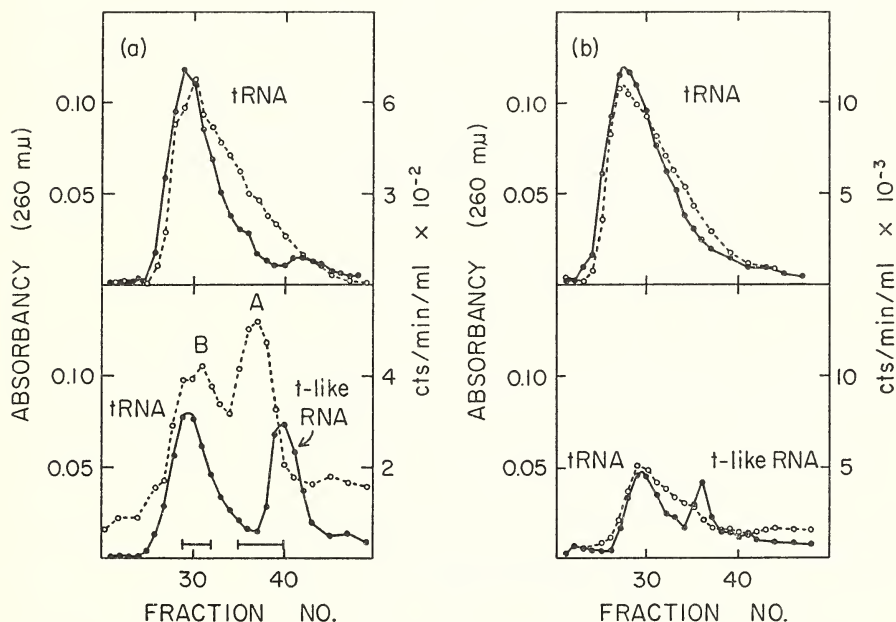 (a)
tRNA
0.10
0.05
6
3
ABSORBANCY (260 mµ)
cts/min/ml × 10-2
A
B
tRNA
t-like
RNA
0.10
0.05
4
2
30
40
FRACTION NO.
(b)
tRNA
0.10
0.05
10
5
ABSORBANCY (260 mµ)
cts/min/ml × 10-3
tRNA
t-like RNA
0.10
0.05
10
5
30
40
FRACTION NO.